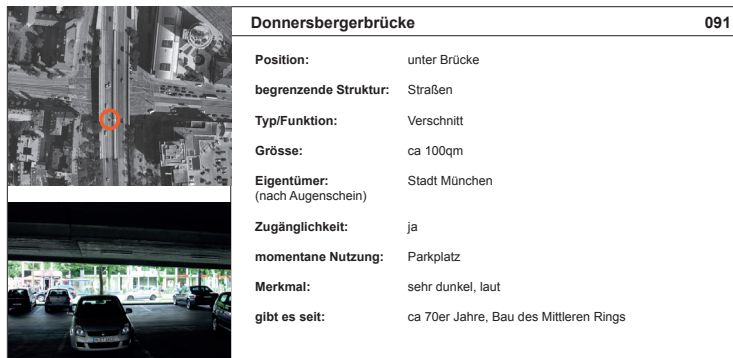 Donnersbergerbrücke 091
Position: unter Brücke
begrenzende Struktur: Straßen
Typ/Funktion: Verschnitt
Grösse: ca 100qm
Eigentümer: Stadt München
(nach Augenschein)
Zugänglichkeit: ja
momentane Nutzung: Parkplatz
Merkmal: sehr dunkel, laut
gibt es seit: ca 70er Jahre, Bau des Mittleren Rings